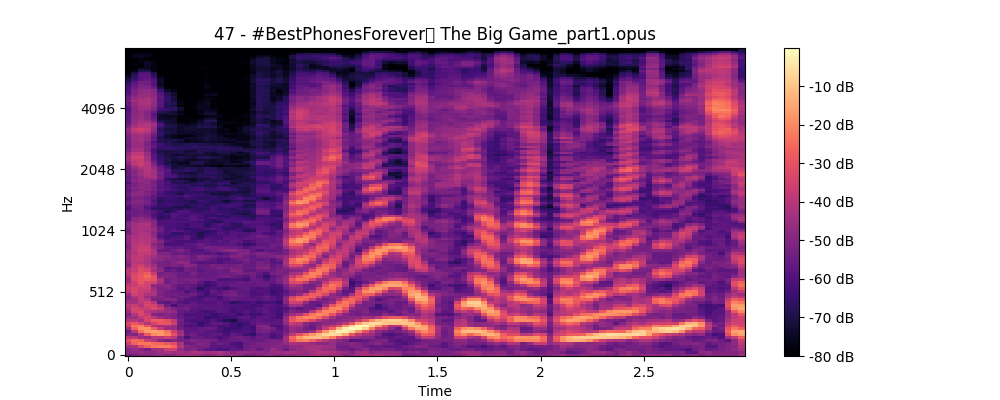 47 - #BestPhonesForever▯ The Big Game_part1.opus
4096
2048
1024
512
0
Hz
0
0.5
1
1.5
2
2.5
Time
-10 dB
-20 dB
-30 dB
-40 dB
-50 dB
-60 dB
-70 dB
-80 dB